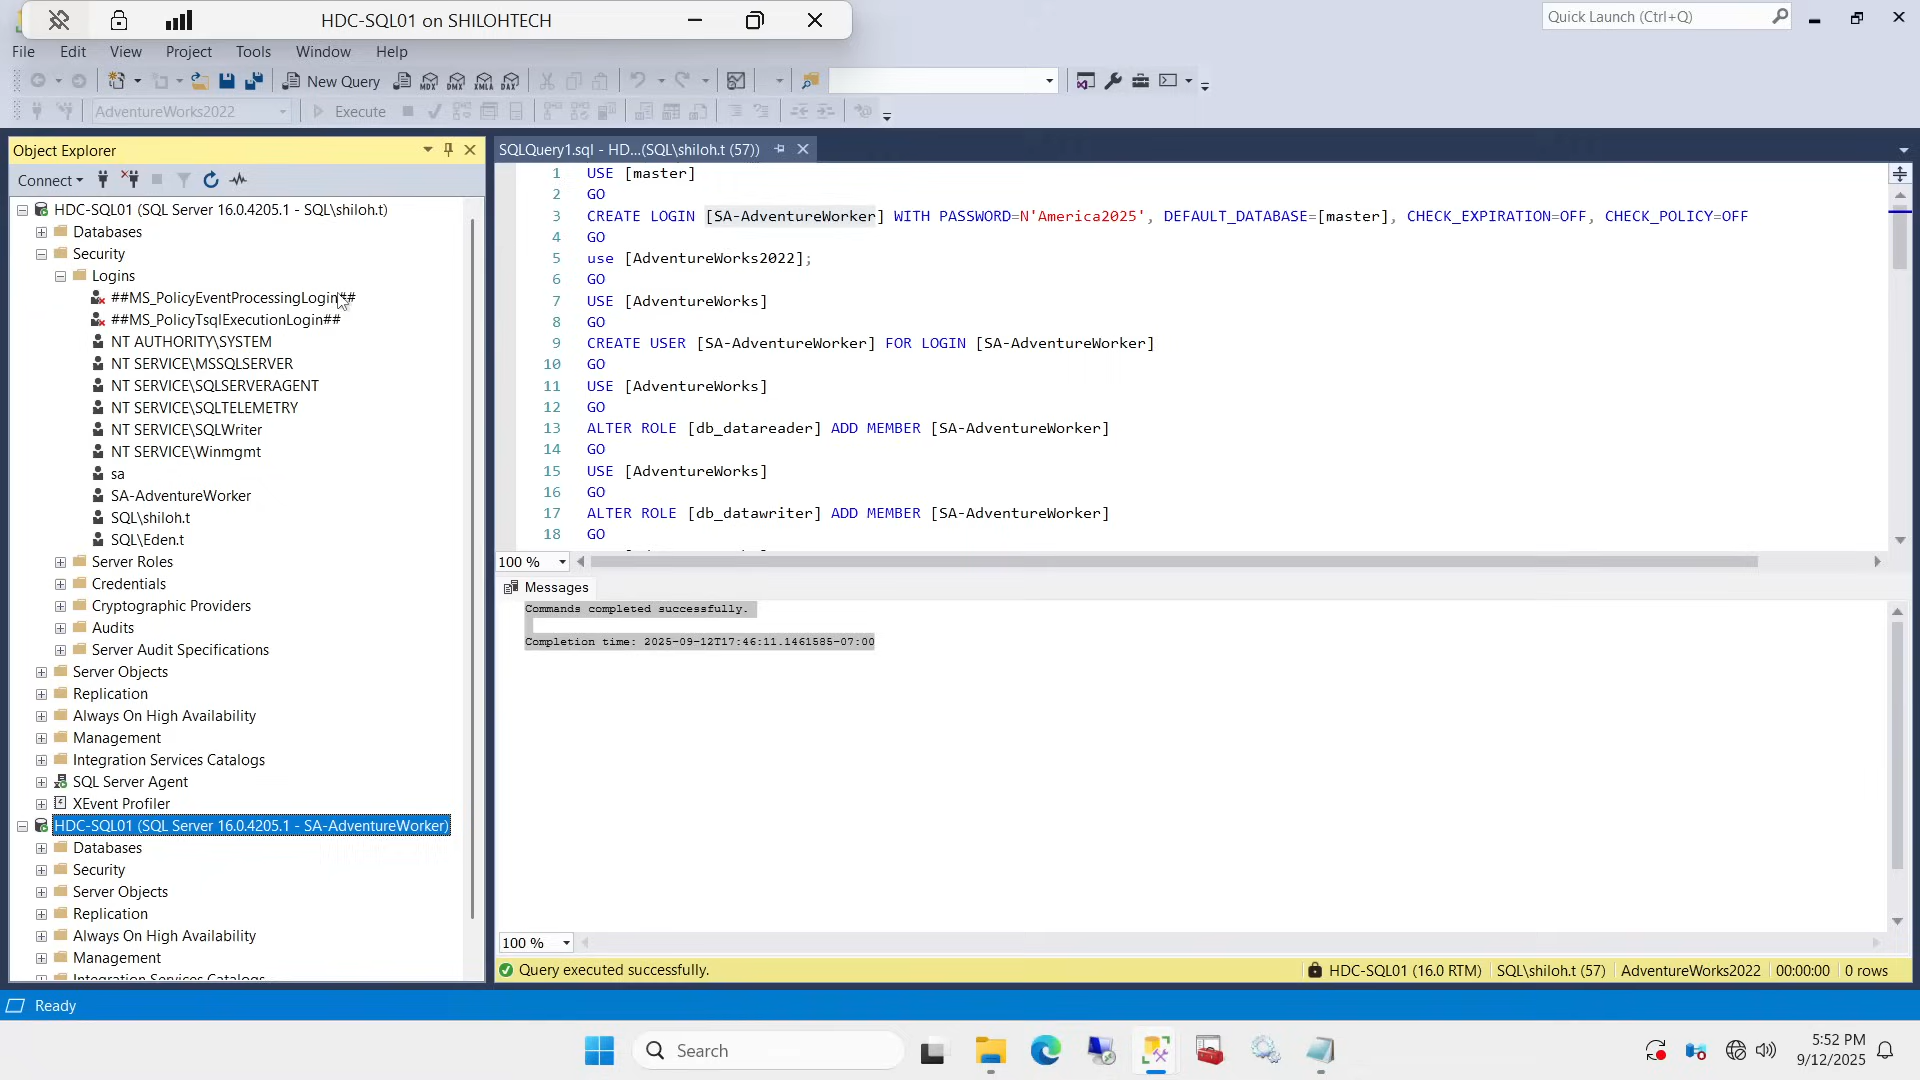 HDC-SQL01 on SHILOHTECH
Quick Launch (Ctrl+Q)
File Edit View Project Tools Window Help
New Query MDX DMX XMLA DAX
AdventureWorks2022 Execute
Object Explorer
Connect
HDC-SQL01 (SQL Server 16.0.4205.1 - SQL\shiloh.t)
Databases
Security
Logins
##MS_PolicyEventProcessingLogin##
##MS_PolicyTsqlExecutionLogin##
NT AUTHORITY\SYSTEM
NT SERVICE\MSSQLSERVER
NT SERVICE\SQLSERVERAGENT
NT SERVICE\SQLTELEMETRY
NT SERVICE\SQLWriter
NT SERVICE\Winmgmt
sa
SA-AdventureWorker
SQL\shiloh.t
SQL\Eden.t
Server Roles
Credentials
Cryptographic Providers
Audits
Server Audit Specifications
Server Objects
Replication
Always On High Availability
Management
Integration Services Catalogs
SQL Server Agent
XEvent Profiler
HDC-SQL01 (SQL Server 16.0.4205.1 - SA-AdventureWorker)
Databases
Security
Server Objects
Replication
Always On High Availability
Management
Integration Services Catalogs
SQLQuery1.sql - HD...(SQL\shiloh.t (57))
1 USE [master]
2 GO
3 CREATE LOGIN [SA-AdventureWorker] WITH PASSWORD=N'America2025', DEFAULT_DATABASE=[master], CHECK_EXPIRATION=OFF, CHECK_POLICY=OFF
4 GO
5 use [AdventureWorks2022];
6 GO
7 USE [AdventureWorks]
8 GO
9 CREATE USER [SA-AdventureWorker] FOR LOGIN [SA-AdventureWorker]
10 GO
11 USE [AdventureWorks]
12 GO
13 ALTER ROLE [db_datareader] ADD MEMBER [SA-AdventureWorker]
14 GO
15 USE [AdventureWorks]
16 GO
17 ALTER ROLE [db_datawriter] ADD MEMBER [SA-AdventureWorker]
18 GO
100 %
Messages
Commands completed successfully.
Completion time: 2025-09-12T17:46:11.1461585-07:00
100 %
Query executed successfully. HDC-SQL01 (16.0 RTM) SQL\shiloh.t (57) AdventureWorks2022 00:00:00 0 rows
Ready
Search
5:52 PM
9/12/2025